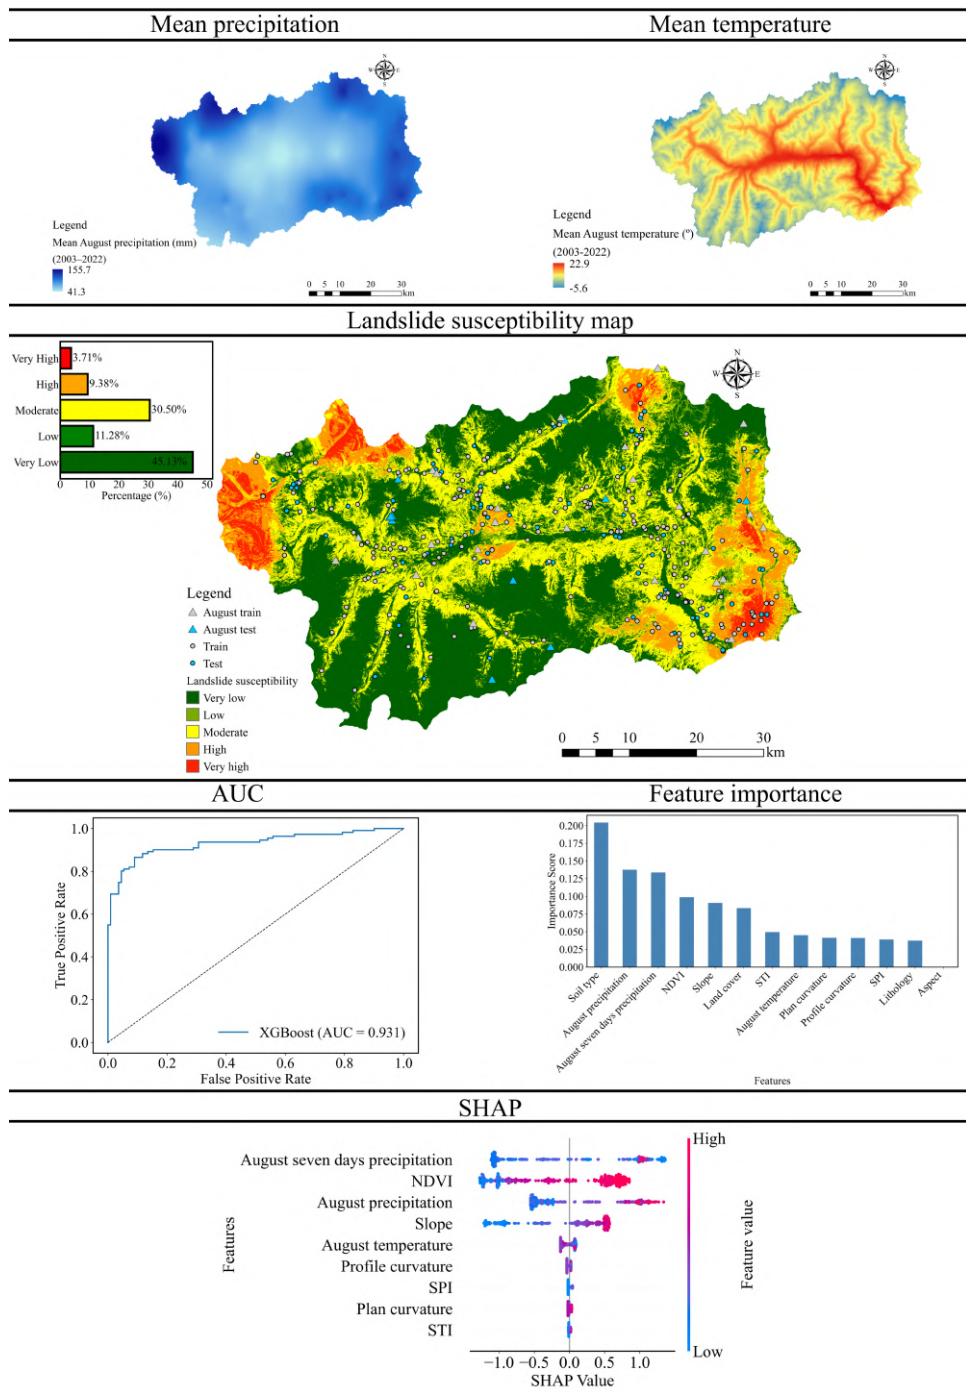 Mean precipitation
Mean temperature
N
W E
S
N
W E
S
Legend
Mean August precipitation (mm)
(2003–2022)
155.7
41.3
0 5 10 20 30
km
Legend
Mean August temperature (º)
(2003-2022)
22.9
-5.6
0 5 10 20 30
km
Landslide susceptibility map
Very High 3.71%
High 9.38%
Moderate 30.50%
Low 11.28%
Very Low 45.13%
0 10 20 30 40 50
Percentage (%)
N
W E
S
Legend
August train
August test
Train
Test
Landslide susceptibility
Very low
Low
Moderate
High
Very high
0 5 10 20 30
km
AUC
Feature importance
1.0
0.8
0.6
0.4
0.2
0.0
True Positive Rate
XGBoost (AUC = 0.931)
0.0 0.2 0.4 0.6 0.8 1.0
False Positive Rate
0.200
0.175
0.150
0.125
0.100
0.075
0.050
0.025
0.000
Importance Score
Soil type
August precipitation
August seven days precipitation
NDVI
Slope
Land cover
STI
August temperature
Plan curvature
Profile curvature
SPI
Lithology
Aspect
Features
SHAP
Features
August seven days precipitation
NDVI
August precipitation
Slope
August temperature
Profile curvature
SPI
Plan curvature
STI
−1.0 −0.5 0.0 0.5 1.0
SHAP Value
High
Low
Feature value